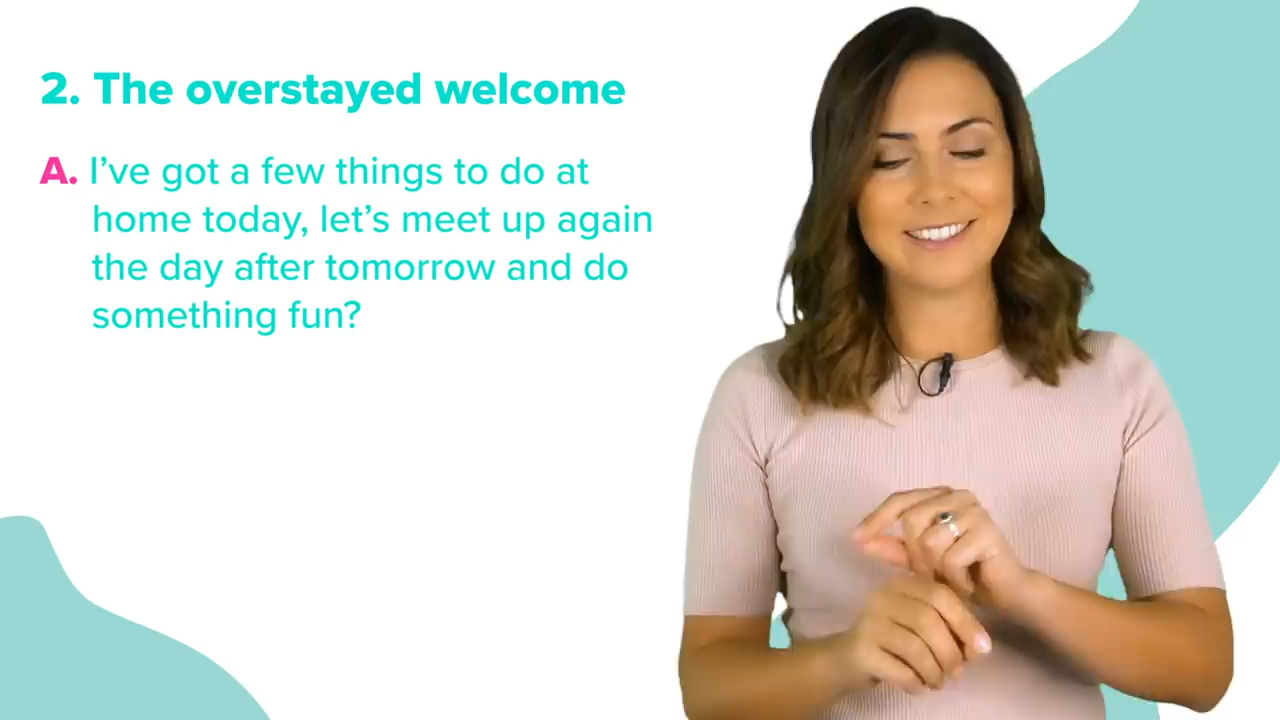 2. The overstayed welcome
A. I’ve got a few things to do at
home today, let’s meet up again
the day after tomorrow and do
something fun?